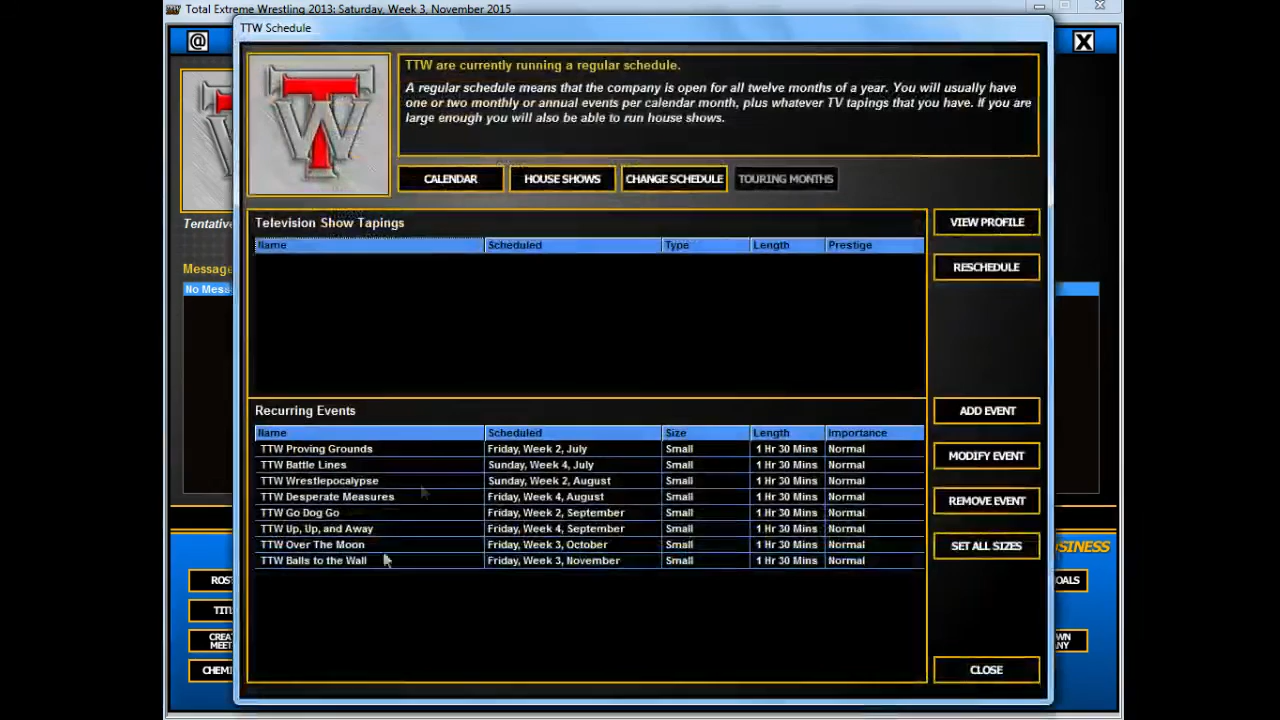 Total Extreme Wrestling 2013: Saturday, Week 3, November 2015
TTW Schedule
@
X
TTW
TTW are currently running a regular schedule.
A regular schedule means that the company is open for all twelve months of a year. You will usually have
one or two monthly or annual events per calendar month, plus whatever TV tapings that you have. If you are
large enough you will also be able to run house shows.
CALENDAR HOUSE SHOWS CHANGE SCHEDULE TOURING MONTHS
Tentative
Television Show Tapings VIEW PROFILE
Name Scheduled Type Length Prestige
RESCHEDULE
Messag
No Mess
Recurring Events ADD EVENT
Name Scheduled Size Length Importance
TTW Proving Grounds Friday, Week 2, July Small 1 Hr 30 Mins Normal
MODIFY EVENT
TTW Battle Lines Sunday, Week 4, July Small 1 Hr 30 Mins Normal
TTW Wrestlepocalypse Sunday, Week 2, August Small 1 Hr 30 Mins Normal
TTW Desperate Measures Friday, Week 4, August Small 1 Hr 30 Mins Normal
REMOVE EVENT
TTW Go Dog Go Friday, Week 2, September Small 1 Hr 30 Mins Normal
TTW Up, Up, and Away Friday, Week 4, September Small 1 Hr 30 Mins Normal
TTW Over The Moon Friday, Week 3, October Small 1 Hr 30 Mins Normal
SET ALL SIZES
TTW Balls to the Wall Friday, Week 3, November Small 1 Hr 30 Mins Normal
SINESS
ROS
OALS
TITL
CREA
MEET
OWN
NY
CHEMI
CLOSE